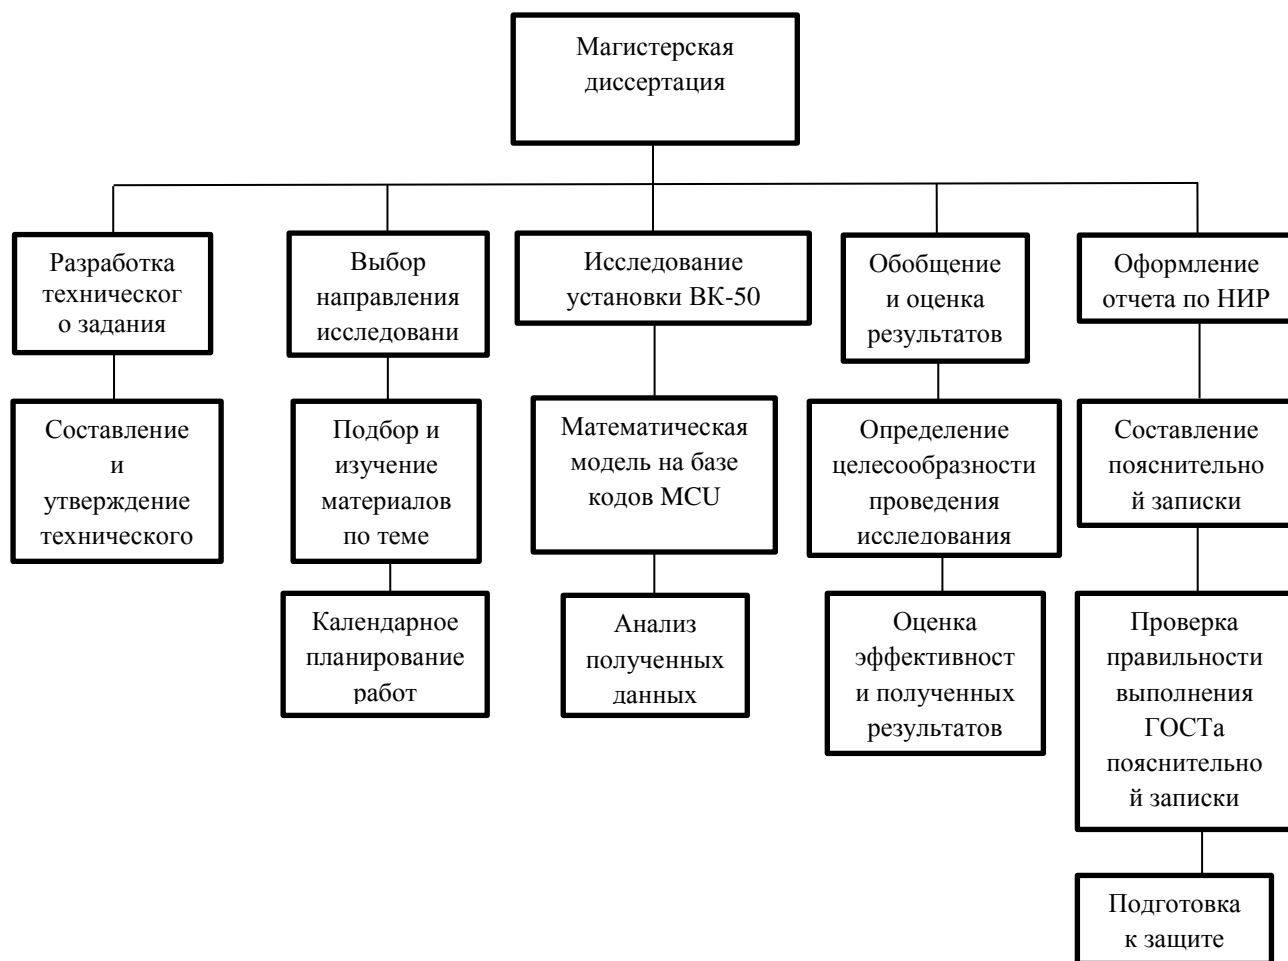 Магистерская
диссертация
Разработка
техническог
о задания
Выбор
направления
исследовани
Исследование
установки ВК-50
Обобщение
и оценка
результатов
Оформление
отчета по НИР
Составление
и
утверждение
технического
Подбор и
изучение
материалов
по теме
Математическая
модель на базе
кодов MCU
Определение
целесообразности
проведения
исследования
Составление
пояснительно
й записки
Календарное
планирование
работ
Анализ
полученных
данных
Оценка
эффективност
и полученных
результатов
Проверка
правильности
выполнения
ГОСТа
пояснительно
й записки
Подготовка
к защите